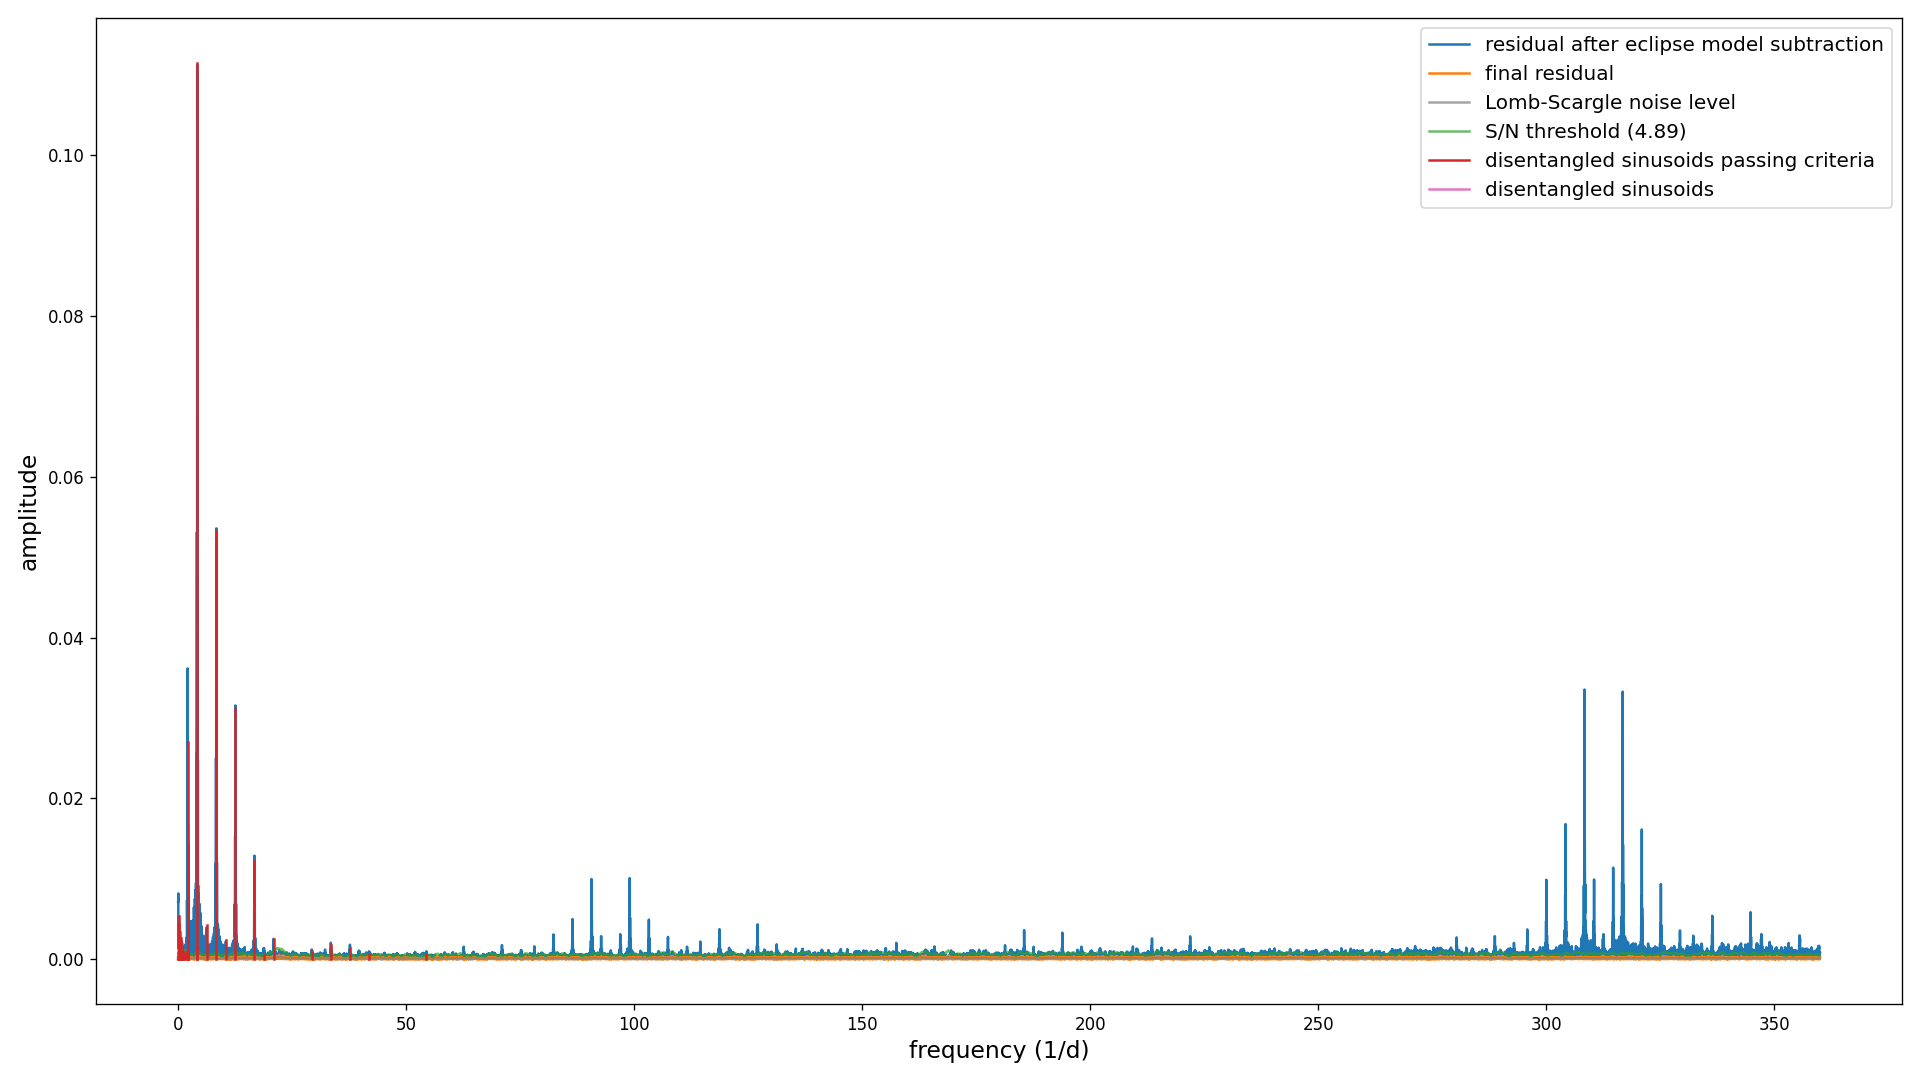 residual after eclipse model subtraction
final residual
Lomb-Scargle noise level
S/N threshold (4.89)
disentangled sinusoids passing criteria
disentangled sinusoids
amplitude
0.10
0.08
0.06
0.04
0.02
0.00
0 50 100 150 200 250 300 350
frequency (1/d)